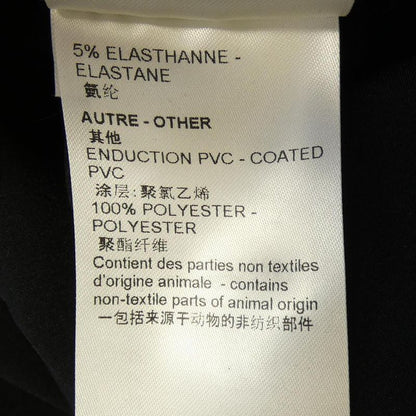 5% ELASTHANNE -
ELASTANE
氨纶
AUTRE - OTHER
其他
ENDUCTION PVC - COATED
PVC
涂层:聚氯乙烯
100% POLYESTER -
POLYESTER
聚酯纤维
Contient des parties non textiles
d'origine animale - contains
non-textile parts of animal origin
一包括来源于动物的非纺织部件